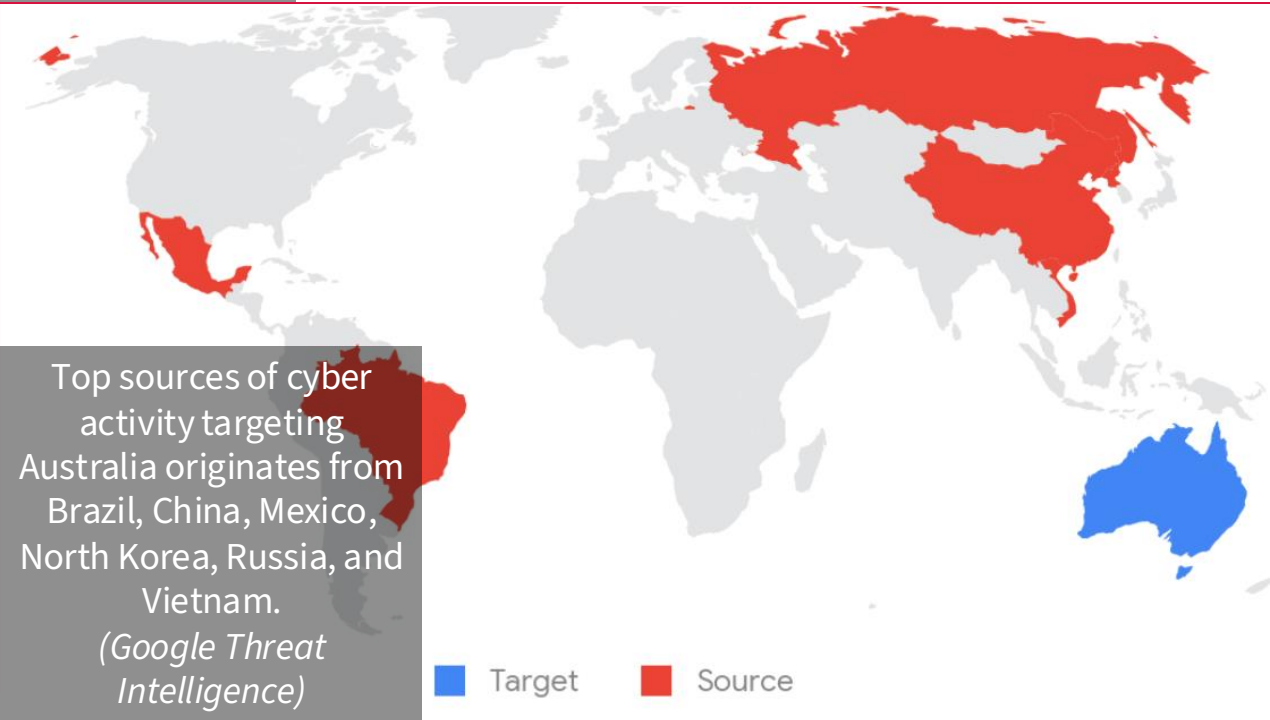 Top sources of cyber
activity targeting
Australia originates from
Brazil, China, Mexico,
North Korea, Russia, and
Vietnam.
(Google Threat
Intelligence)
Target
Source